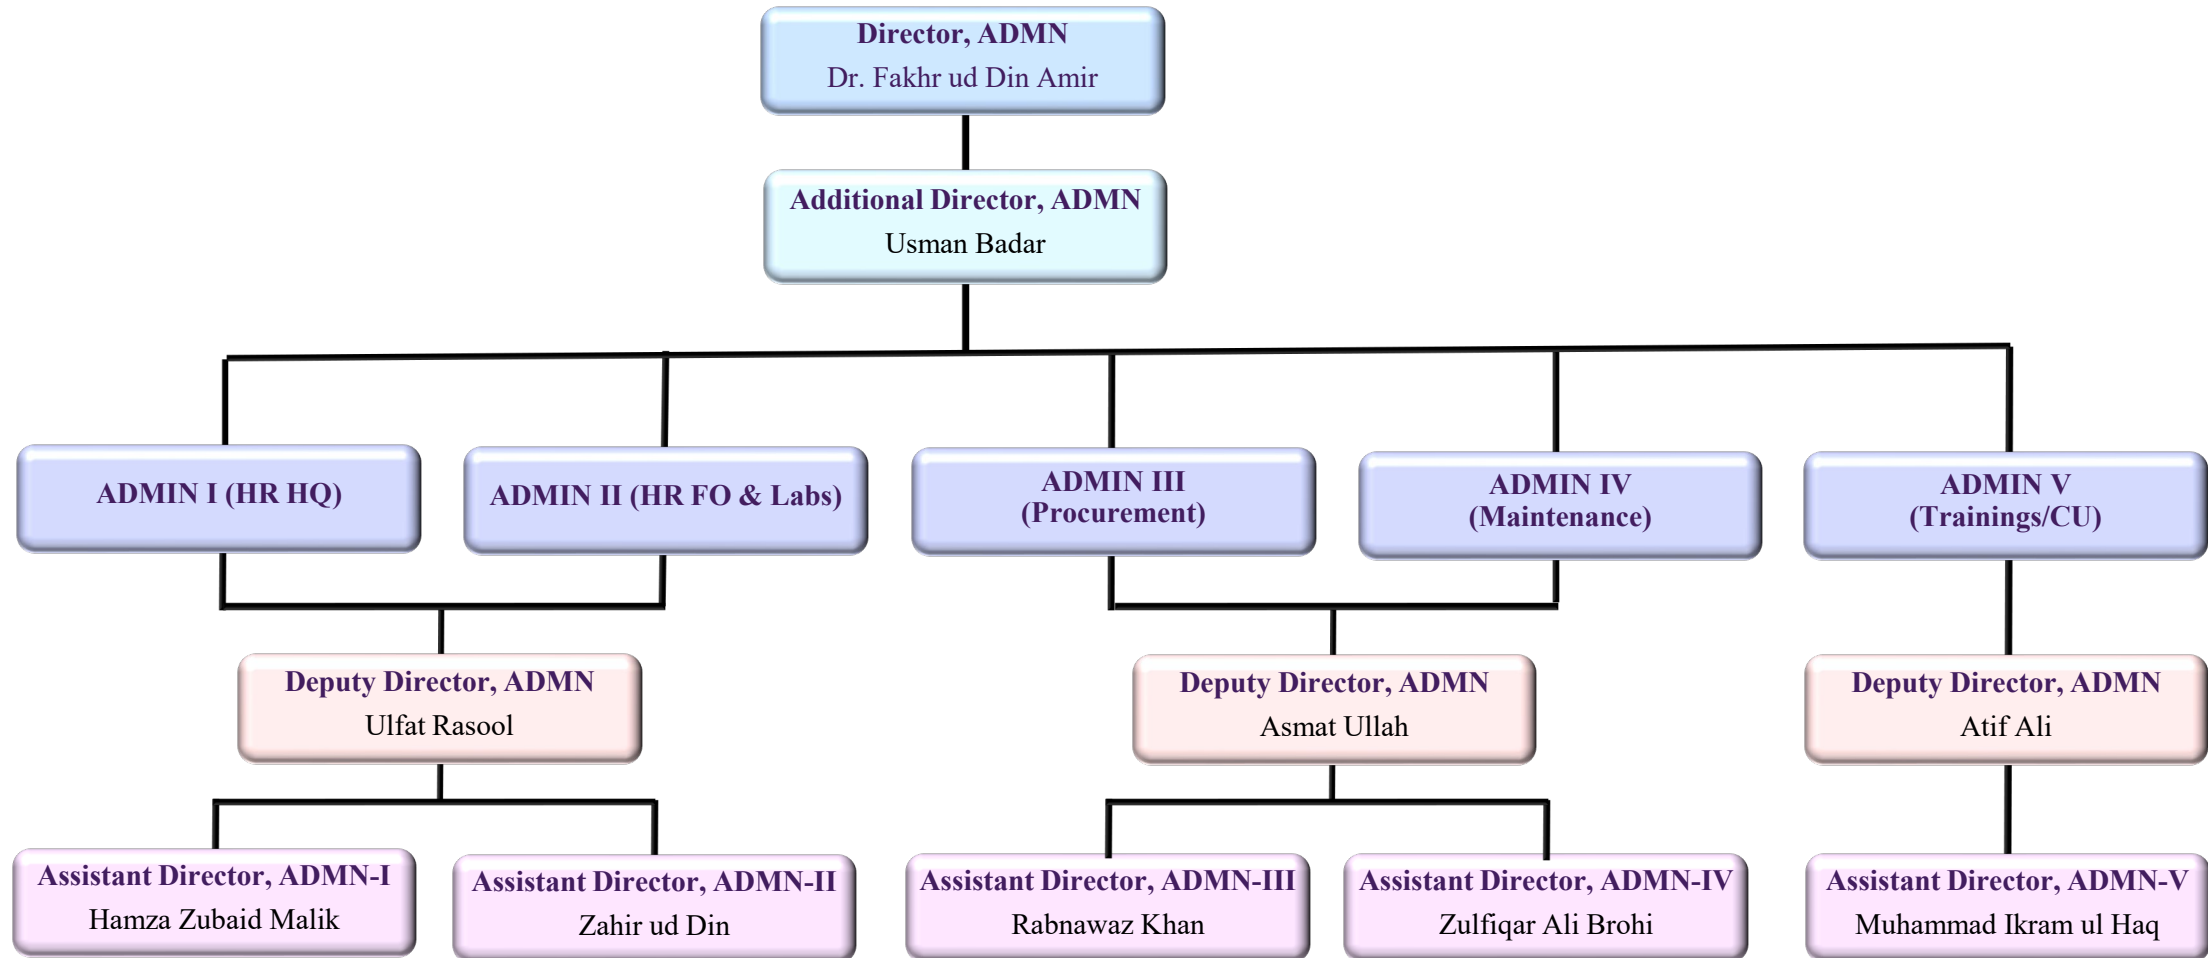 Director, ADMN
Dr. Fakhr ud Din Amir
Additional Director, ADMN
Usman Badar
ADMIN I (HR HQ)
ADMIN II (HR FO & Labs)
ADMIN III
(Procurement)
ADMIN IV
(Maintenance)
ADMIN V
(Trainings/CU)
Deputy Director, ADMN
Ulfat Rasool
Deputy Director, ADMN
Asmat Ullah
Deputy Director, ADMN
Atif Ali
Assistant Director, ADMN-I
Hamza Zubaid Malik
Assistant Director, ADMN-II
Zahir ud Din
Assistant Director, ADMN-III
Rabnawaz Khan
Assistant Director, ADMN-IV
Zulfiqar Ali Brohi
Assistant Director, ADMN-V
Muhammad Ikram ul Haq